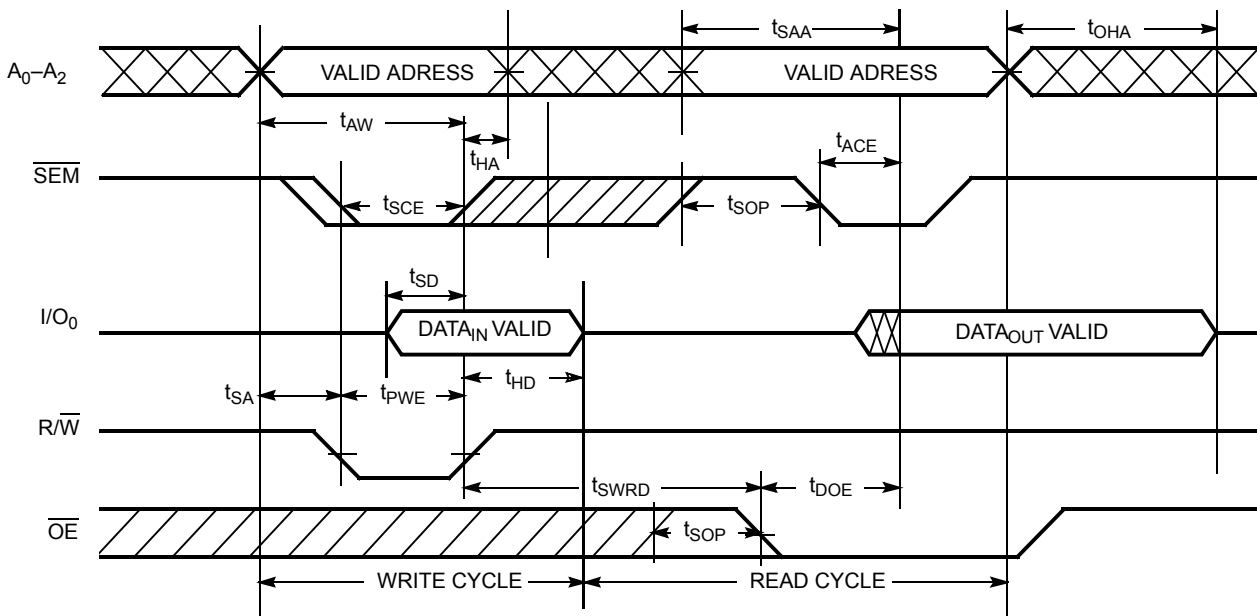 tSAA
tOHA
A0–A2
VALID ADRESS
VALID ADRESS
tAW
tHA
tACE
SEM
tSCE
tSOP
tSD
I/O0
DATAIN VALID
DATAOUT VALID
tSA
tPWE
tHD
R/W
tSWRD
tDOE
OE
tSOP
WRITE CYCLE
READ CYCLE